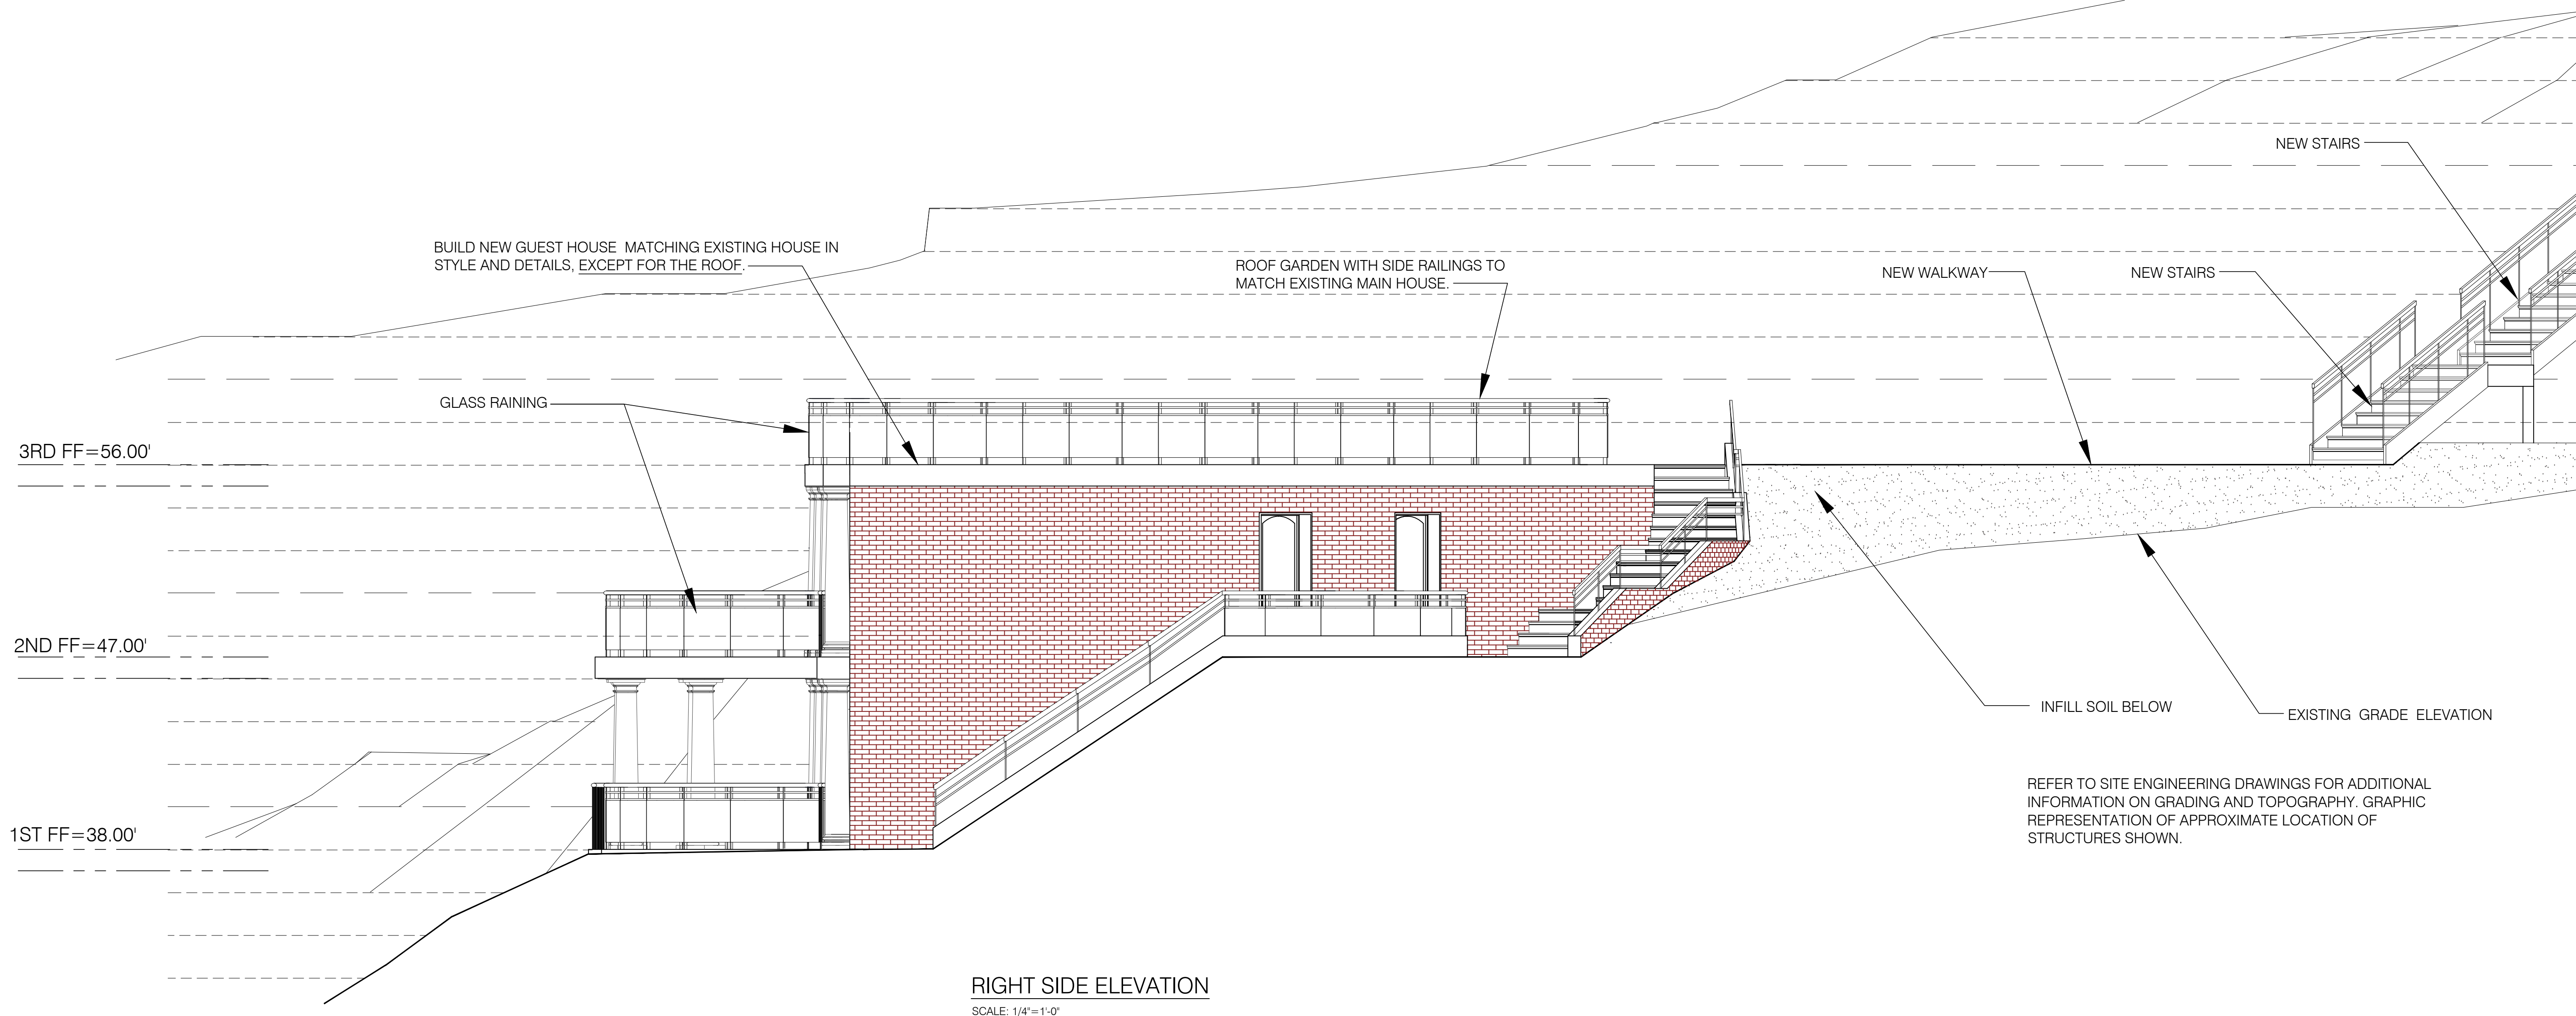 NEW STAIRS
BUILD NEW GUEST HOUSE MATCHING EXISTING HOUSE IN
STYLE AND DETAILS, EXCEPT FOR THE ROOF.
ROOF GARDEN WITH SIDE RAILINGS TO
MATCH EXISTING MAIN HOUSE.
NEW WALKWAY
NEW STAIRS
GLASS RAINING
3RD FF=56.00'
2ND FF=47.00'
INFILL SOIL BELOW
EXISTING GRADE ELEVATION
REFER TO SITE ENGINEERING DRAWINGS FOR ADDITIONAL
INFORMATION ON GRADING AND TOPOGRAPHY. GRAPHIC
REPRESENTATION OF APPROXIMATE LOCATION OF
STRUCTURES SHOWN.
1ST FF=38.00'
RIGHT SIDE ELEVATION
SCALE: 1/4"=1'-0"